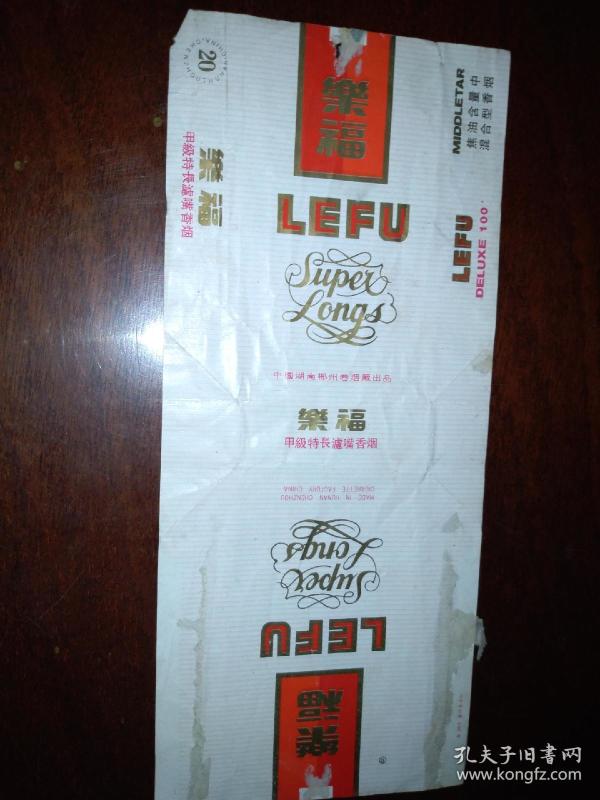 20
樂福
甲級特長濾嘴香烟
樂福
LEFU
Super
Longs
中國湖南郴州卷烟廠出品
樂福
甲級特長濾嘴香烟
MADE IN HUNAN CHENZHOU
CIGARETTE FACTORY CHINA
Super
Longs
LEFU
樂福
MIDDLETAR
焦油含量中
混合型香烟
LEFU
DELUXE 100'
孔夫子旧书网
www.kongfz.com